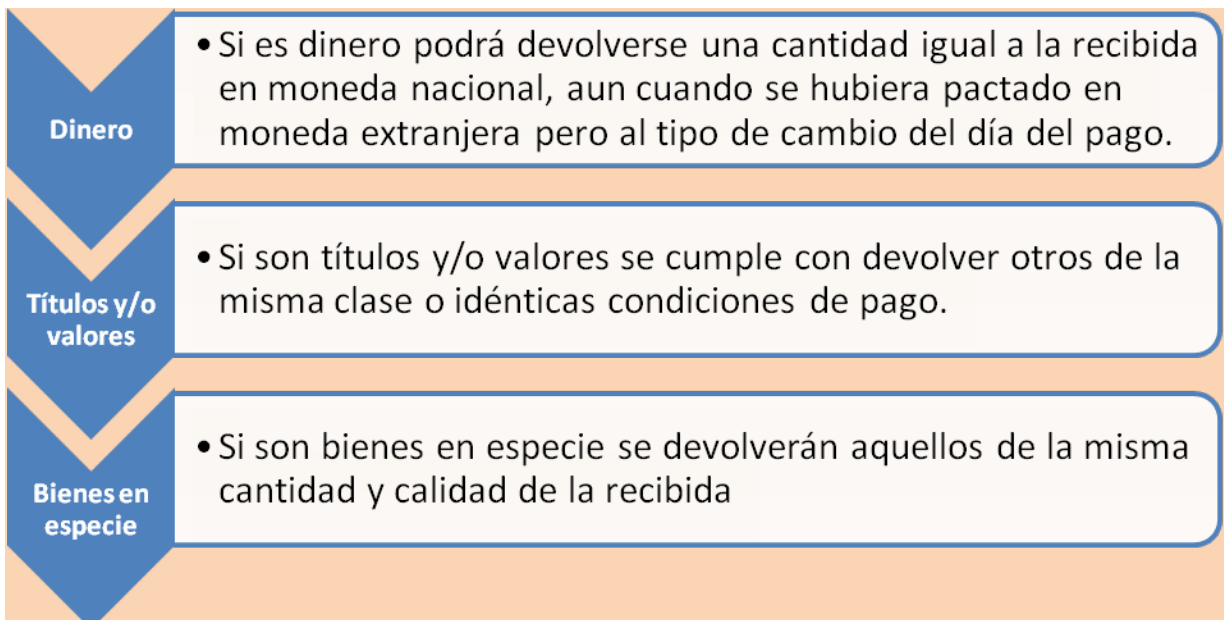 Dinero
• Si es dinero podrá devolverse una cantidad igual a la recibida
en moneda nacional, aun cuando se hubiera pactado en
moneda extranjera pero al tipo de cambio del día del pago.
Títulos y/o
valores
• Si son títulos y/o valores se cumple con devolver otros de la
misma clase o idénticas condiciones de pago.
Bienes en
especie
• Si son bienes en especie se devolverán aquellos de la misma
cantidad y calidad de la recibida